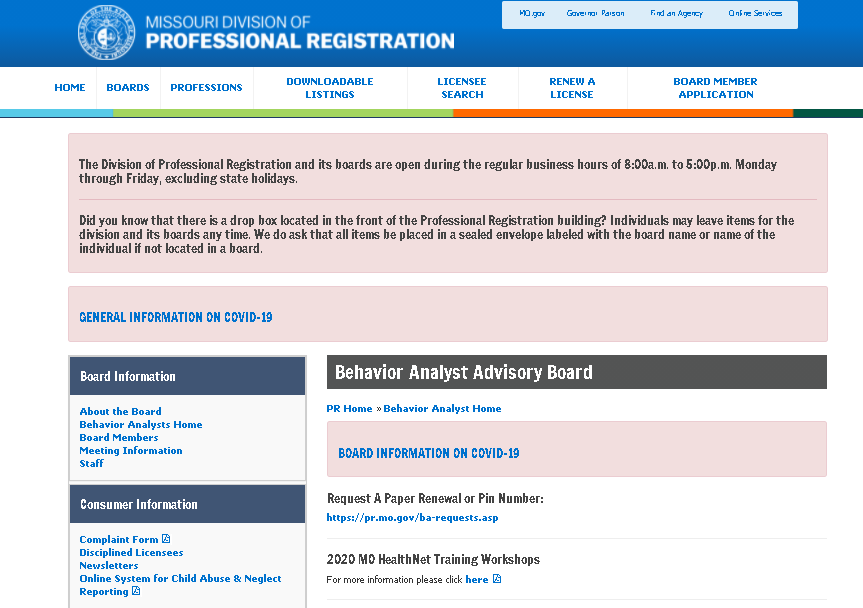 MO.gov Governor Parson Find an Agency Online Services
MISSOURI DIVISION OF
PROFESSIONAL REGISTRATION
HOME BOARDS PROFESSIONS DOWNLOADABLE LISTINGS LICENSEE SEARCH RENEW A LICENSE BOARD MEMBER APPLICATION
The Division of Professional Registration and its boards are open during the regular business hours of 8:00a.m. to 5:00p.m. Monday
through Friday, excluding state holidays.
Did you know that there is a drop box located in the front of the Professional Registration building? Individuals may leave items for the
division and its boards any time. We do ask that all items be placed in a sealed envelope labeled with the board name or name of the
individual if not located in a board.
GENERAL INFORMATION ON COVID-19
Board Information
About the Board
Behavior Analysts Home
Board Members
Meeting Information
Staff
Consumer Information
Complaint Form
Disciplined Licensees
Newsletters
Online System for Child Abuse & Neglect
Reporting
Behavior Analyst Advisory Board
PR Home » Behavior Analyst Home
BOARD INFORMATION ON COVID-19
Request A Paper Renewal or Pin Number:
https://pr.mo.gov/ba-requests.asp
2020 MO HealthNet Training Workshops
For more information please click here